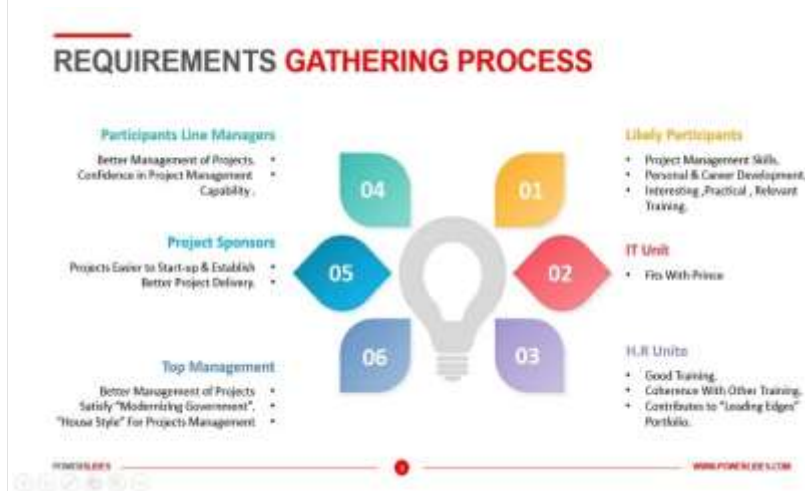 REQUIREMENTS GATHERING PROCESS
Participants Line Managers
Better Management of Projects.
Confidence in Project Management
Capability .
Project Sponsors
Projects Easier to Start-up & Establish
Better Project Delivery.
Top Management
Better Management of Projects
Satisfy "Modernizing Government".
"House Style" For Projects Management
04
05
06
01
02
03
Likely Participants
Project Management Skills.
Personal & Career Development.
Interesting ,Practical , Relevant
Training.
IT Unit
Fits With Prince
H.R Units
Good Training.
Coherence With Other Training.
Contributes to "Leading Edges"
Portfolio.
POWERSLIDES
WWW.POWERSLIDES.COM